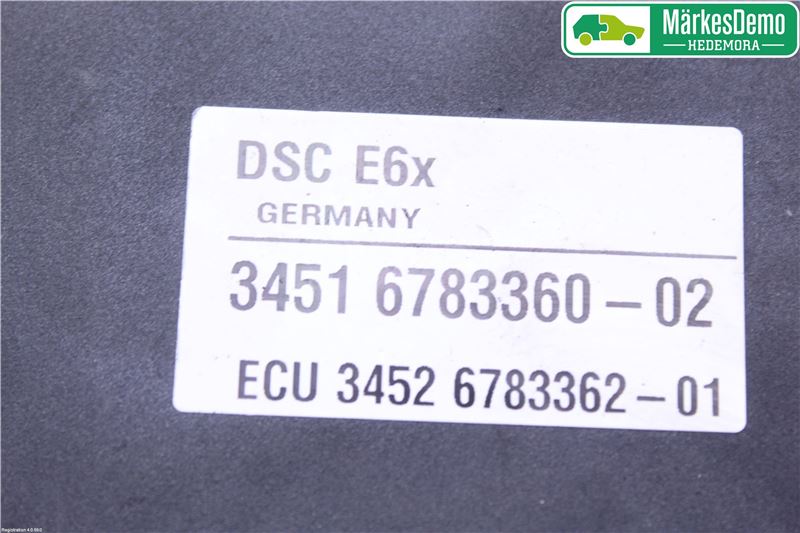 MärkesDemo
HEDEMORA
DSC E6x
GERMANY
3451 6783360-02
ECU 3452 6783362-01